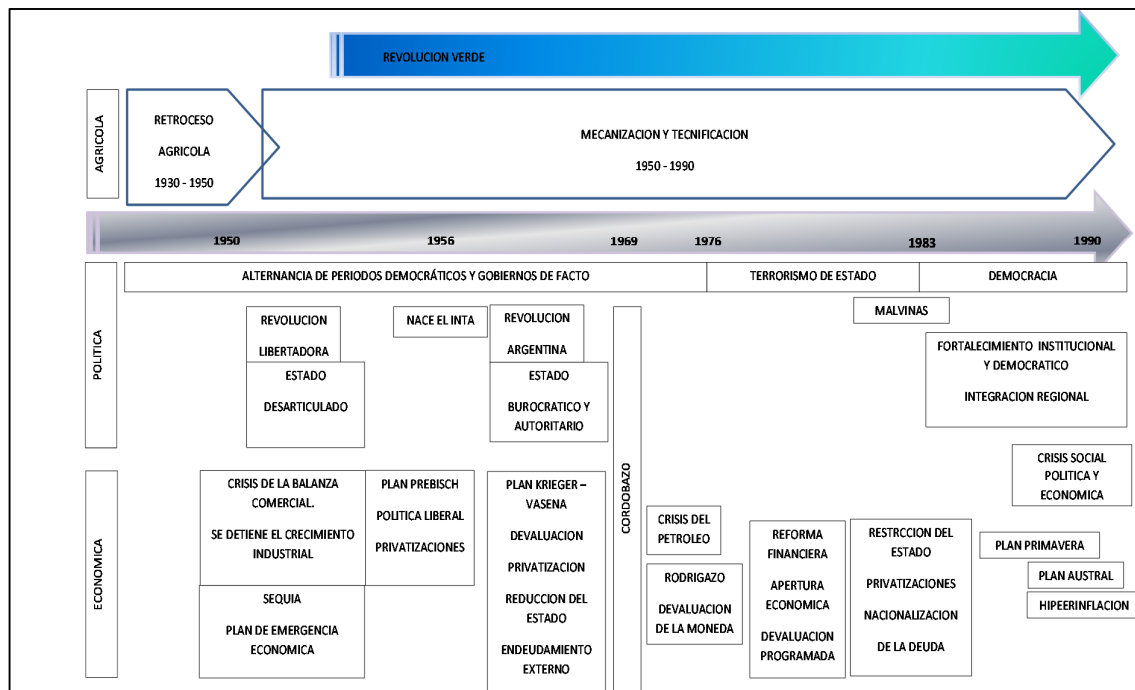 REVOLUCION VERDE
AGRICOLA
RETROCESO
AGRICOLA
1930 - 1950
MECANIZACION Y TECNIFICACION
1950 - 1990
1950
1956
1969
1976
1983
1990
POLITICA
ALTERNANCIA DE PERIODOS DEMOCRÁTICOS Y GOBIERNOS DE FACTO
TERRORISMO DE ESTADO
DEMOCRACIA
REVOLUCION
LIBERTADORA
ESTADO
DESARTICULADO
NACE EL INTA
REVOLUCION
ARGENTINA
ESTADO
BUROCRATICO Y
AUTORITARIO
CORDOBAZO
MALVINAS
FORTALECIMIENTO INSTITUCIONAL
Y DEMOCRATICO
INTEGRACION REGIONAL
CRISIS SOCIAL
POLITICA Y
ECONOMICA
ECONOMICA
CRISIS DE LA BALANZA
COMERCIAL.
SE DETIENE EL CRECIMIENTO
INDUSTRIAL
SEQUIA
PLAN DE EMERGENCIA
ECONOMICA
PLAN PREBISCH
POLITICA LIBERAL
PRIVATIZACIONES
PLAN KRIEGER –
VASENA
DEVALUACION
PRIVATIZACION
REDUCCION DEL
ESTADO
ENDEUDAMIENTO
EXTERNO
CRISIS DEL
PETROLEO
RODRIGAZO
DEVALUACION
DE LA MONEDA
REFORMA
FINANCIERA
APERTURA
ECONOMICA
DEVALUACION
PROGRAMADA
RESTRCCION DEL
ESTADO
PRIVATIZACIONES
NACIONALIZACION
DE LA DEUDA
PLAN PRIMAVERA
PLAN AUSTRAL
HIPEERINFLACION